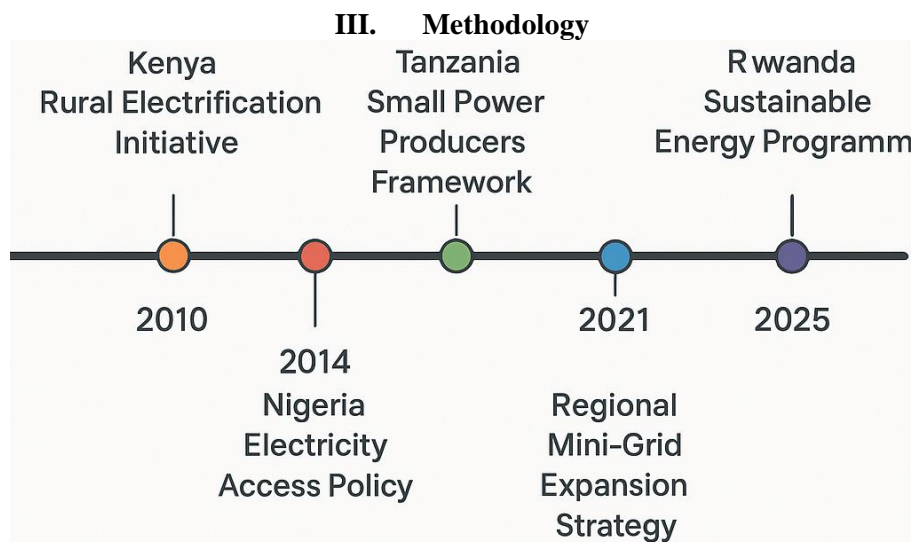 III. Methodology
Kenya
Rural Electrification
Initiative
Tanzania
Small Power
Producers
Framework
Rwwanda
Sustainable
Energy Programm
2010
2014
Nigeria
Electricity
Access Policy
2021
Regional
Mini-Grid
Expansion
Strategy
2025